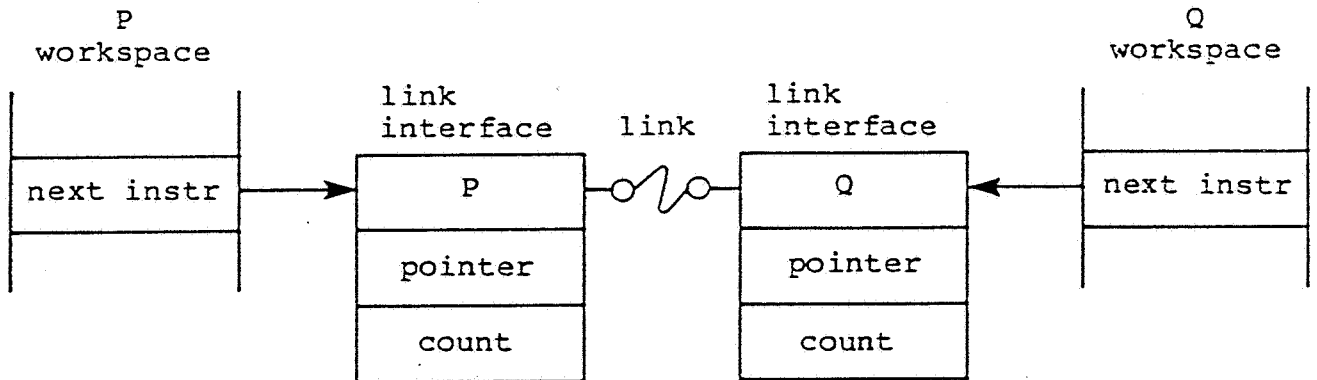 P
workspace
Q
workspace
link
interface
link
link
interface
next instr
P
Q
next instr
pointer
pointer
count
count